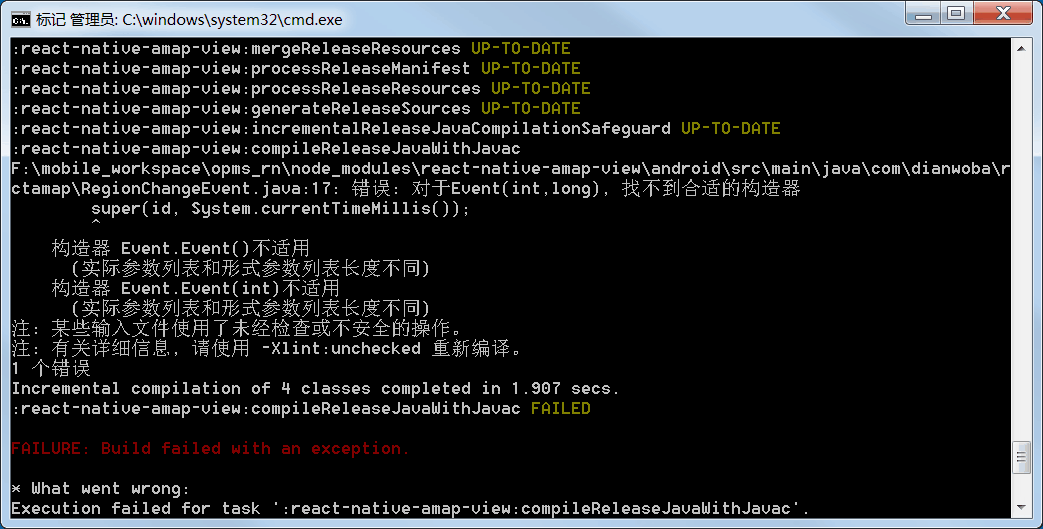 标记 管理员: C:\windows\system32\cmd.exe
:react-native-amap-view:mergeReleaseResources UP-TO-DATE
:react-native-amap-view:processReleaseManifest UP-TO-DATE
:react-native-amap-view:processReleaseResources UP-TO-DATE
:react-native-amap-view:generateReleaseSources UP-TO-DATE
:react-native-amap-view:incrementalReleaseJavaCompilationSafeguard UP-TO-DATE
:react-native-amap-view:compileReleaseJavaWithJavac
F:\mobile_workspace\opms_rn\node_modules\react-native-amap-view\android\src\main\java\com\dianwoba\r
ctamap\RegionChangeEvent.java:17: 错误: 对于Event(int,long), 找不到合适的构造器
        super(id, System.currentTimeMillis());
        ^
    构造器 Event.Event()不适用
      (实际参数列表和形式参数列表长度不同)
    构造器 Event.Event(int)不适用
      (实际参数列表和形式参数列表长度不同)
注: 某些输入文件使用了未经检查或不安全的操作。
注: 有关详细信息, 请使用 -Xlint:unchecked 重新编译。
1 个错误
Incremental compilation of 4 classes completed in 1.907 secs.
:react-native-amap-view:compileReleaseJavaWithJavac FAILED
FAILURE: Build failed with an exception.
* What went wrong:
Execution failed for task ':react-native-amap-view:compileReleaseJavaWithJavac'.